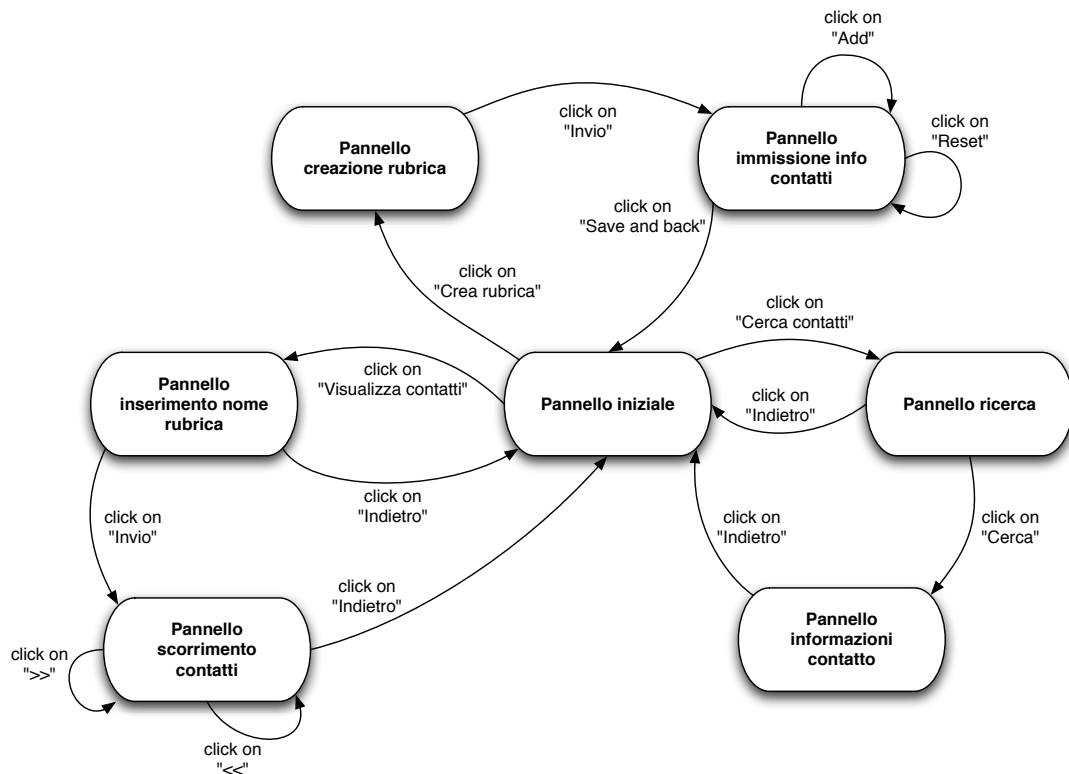 click on
"Add"
click on
"Invio"
click on
"Reset"
Pannello
creazione rubrica
Pannello
immissione info
contatti
click on
"Save and back"
click on
"Crea rubrica"
click on
"Cerca contatti"
click on
"Visualizza contatti"
Pannello
inserimento nome
rubrica
Pannello iniziale
click on
"Indietro"
Pannello ricerca
click on
"Indietro"
click on
"Invio"
click on
"Indietro"
click on
"Cerca"
click on
"Indietro"
Pannello
scorrimento
contatti
Pannello
informazioni
contatto
click on
">>"
click on
"<<"